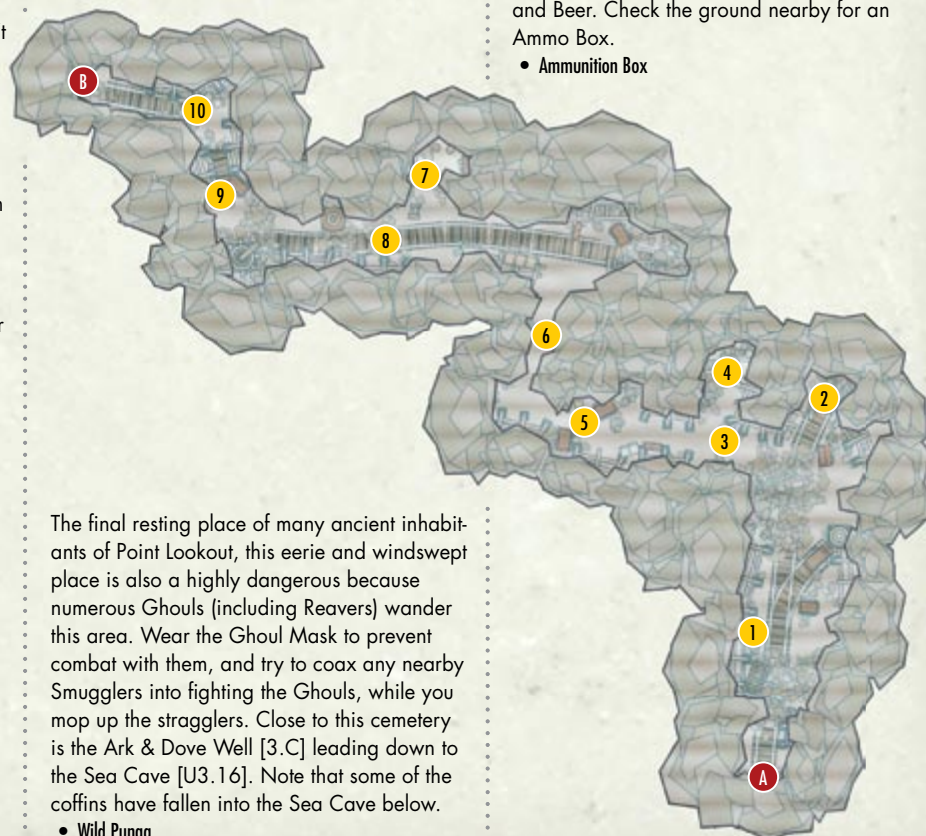 t
n
r
and Beer. Check the ground nearby for an
Ammo Box.
• Ammunition Box
B
10
9
7
8
6
4
2
5
3
1
A
The final resting place of many ancient inhabit-
ants of Point Lookout, this eerie and windswept
place is also a highly dangerous because
numerous Ghouls (including Reavers) wander
this area. Wear the Ghoul Mask to prevent
combat with them, and try to coax any nearby
Smugglers into fighting the Ghouls, while you
mop up the stragglers. Close to this cemetery
is the Ark & Dove Well [3.C] leading down to
the Sea Cave [U3.16]. Note that some of the
coffins have fallen into the Sea Cave below.
• Wild Punga